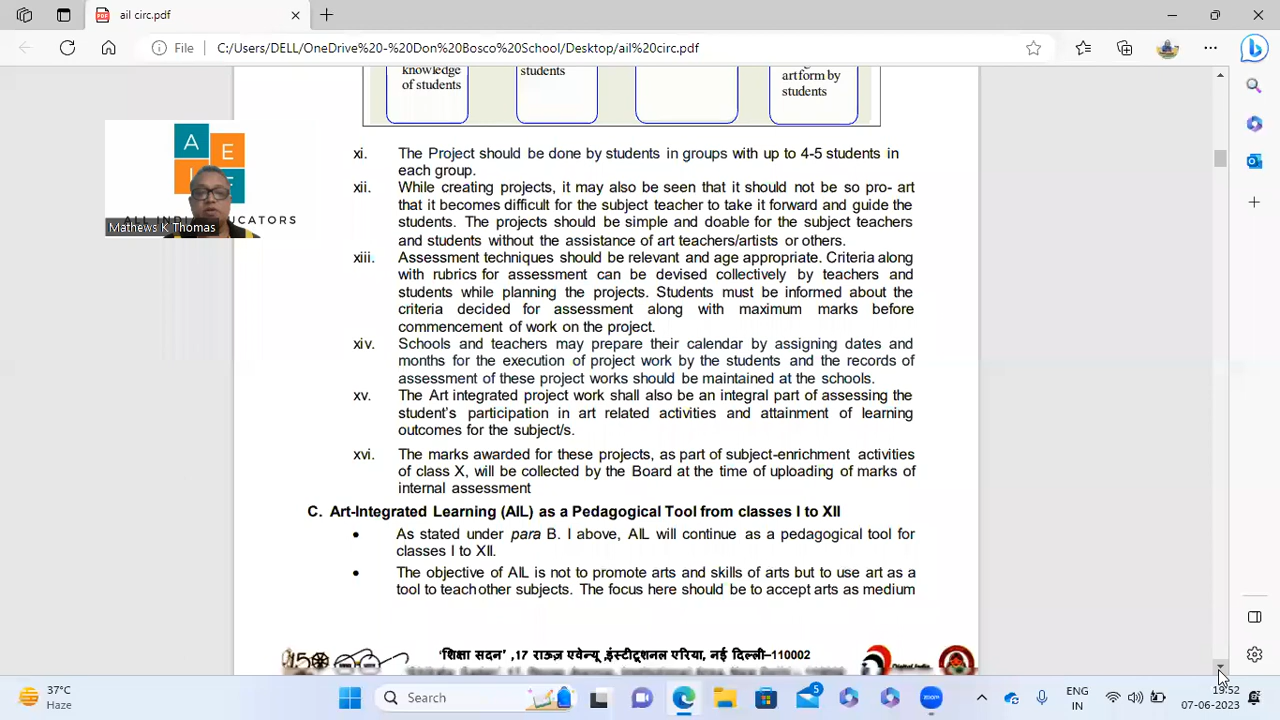 ail circ.pdf
File
C:/Users/DELL/OneDrive%20-%20Don%20Bosco%20School/Desktop/ail%20circ.pdf
knowledge
of students
students
artform by
students
A
E
I
ALL INDI
UCATORS
Mathews K Thomas
xi. The Project should be done by students in groups with up to 4-5 students in
each group.
xii. While creating projects, it may also be seen that it should not be so pro- art
that it becomes difficult for the subject teacher to take it forward and guide the
students. The projects should be simple and doable for the subject teachers
and students without the assistance of art teachers/artists or others.
xiii. Assessment techniques should be relevant and age appropriate. Criteria along
with rubrics for assessment can be devised collectively by teachers and
students while planning the projects. Students must be informed about the
criteria decided for assessment along with maximum marks before
commencement of work on the project.
xiv. Schools and teachers may prepare their calendar by assigning dates and
months for the execution of project work by the students and the records of
assessment of these project works should be maintained at the schools.
xv. The Art integrated project work shall also be an integral part of assessing the
student's participation in art related activities and attainment of learning
outcomes for the subject/s.
xvi. The marks awarded for these projects, as part of subject-enrichment activities
of class X, will be collected by the Board at the time of uploading of marks of
internal assessment
C. Art-Integrated Learning (AIL) as a Pedagogical Tool from classes I to XII
• As stated under para B. I above, AIL will continue as a pedagogical tool for
classes I to XII.
• The objective of AIL is not to promote arts and skills of arts but to use art as a
tool to teach other subjects. The focus here should be to accept arts as medium
'शिक्षा सदन' ,17 राऊज़ एवेन्यू ,इंस्टीटूशनल एरिया, नई दिल्ली–110002
Digital India
37°C
Haze
Search
5
zoom
ENG
IN
19:52
07-06-2023